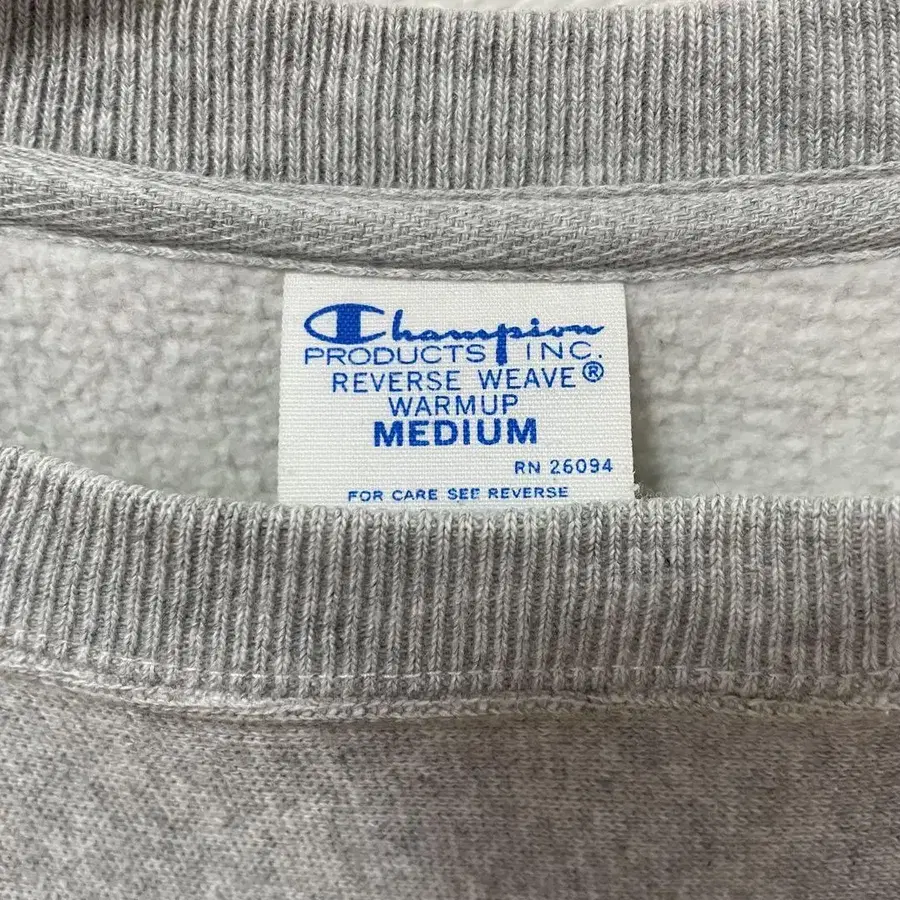 Champion
PRODUCTS INC.
REVERSE WEAVE®
WARMUP
MEDIUM
RN 26094
FOR CARE SEE REVERSE